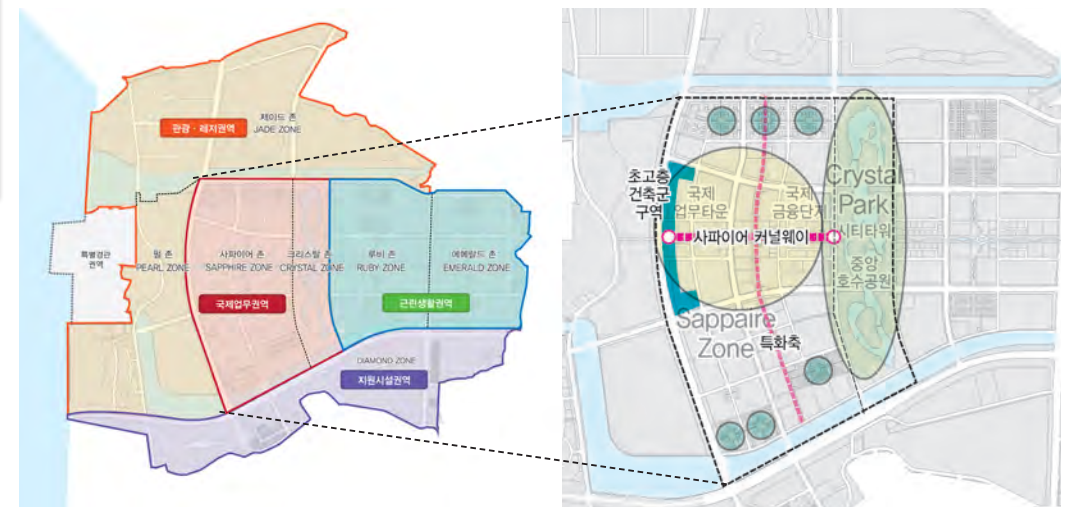 제이드 존
JADE ZONE
관광·레저권역
특별경관
권역
펄 존
PEARL ZONE
사파이어 존
SAPPHIRE ZONE
크리스탈 존
CRYSTAL ZONE
루비 존
RUBY ZONE
에메랄드 존
EMERALD ZONE
국제업무권역
근린생활권역
DIAMOND ZONE
지원시설권역
초고층
건축군
구역
국제
업무타운
국제
금융단지
Crystal
Park
시티타워
사파이어 커널웨이
중앙
호수공원
Sappaire
Zone
특화축